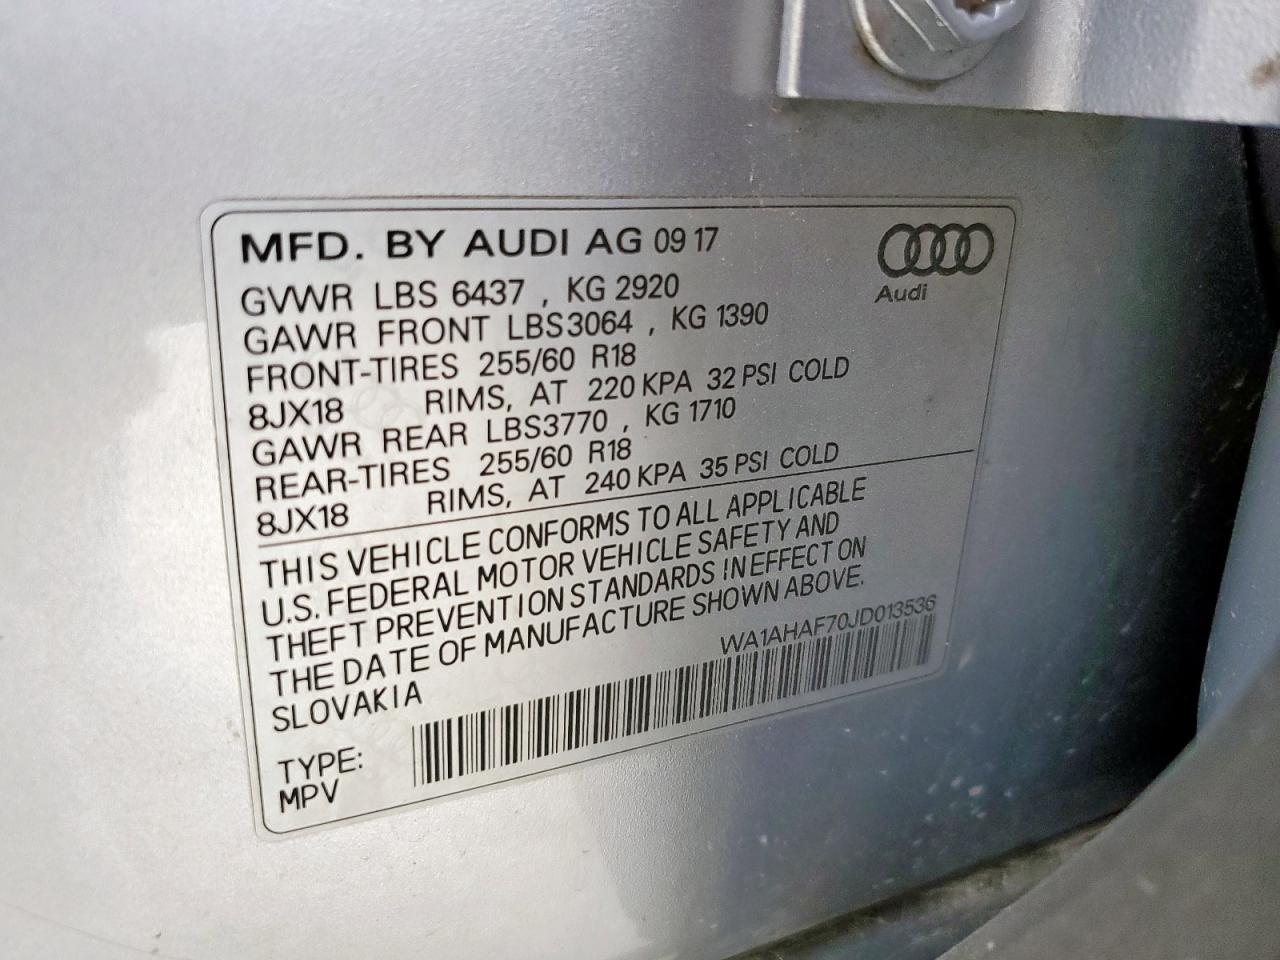 MFD. BY AUDI AG 09 17
Audi
GVWR LBS 6437 , KG 2920
GAWR FRONT LBS3064 , KG 1390
FRONT-TIRES 255/60 R18
8JX18 RIMS, AT 220 KPA 32 PSI COLD
GAWR REAR LBS3770 , KG 1710
REAR-TIRES 255/60 R18
8JX18 RIMS, AT 240 KPA 35 PSI COLD
THIS VEHICLE CONFORMS TO ALL APPLICABLE
U.S. FEDERAL MOTOR VEHICLE SAFETY AND
THEFT PREVENTION STANDARDS IN EFFECT ON
THE DATE OF MANUFACTURE SHOWN ABOVE.
SLOVAKIA
WA1AHAF70JD013536
TYPE:
MPV